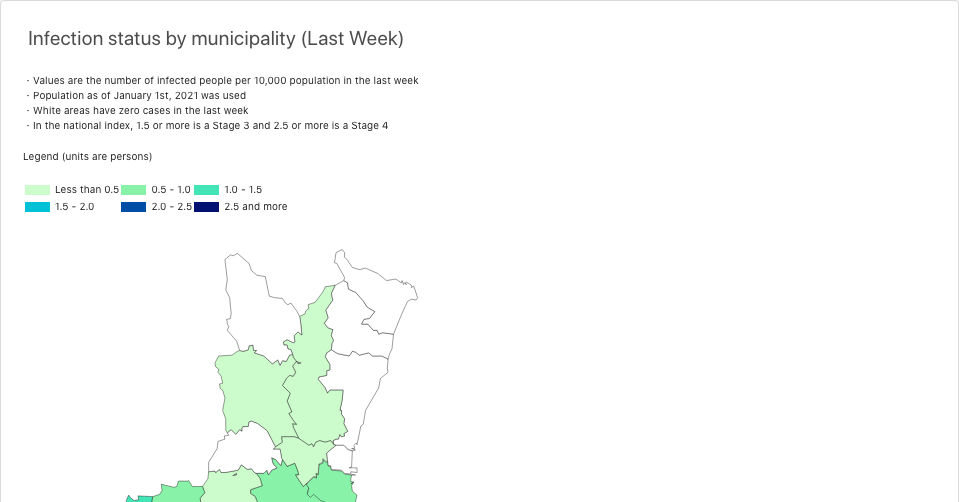 Infection status by municipality (Last Week)
· Values are the number of infected people per 10,000 population in the last week
· Population as of January 1st, 2021 was used
· White areas have zero cases in the last week
· In the national index, 1.5 or more is a Stage 3 and 2.5 or more is a Stage 4
Legend (units are persons)
Less than 0.5 0.5 - 1.0 1.0 - 1.5
1.5 - 2.0 2.0 - 2.5 2.5 and more